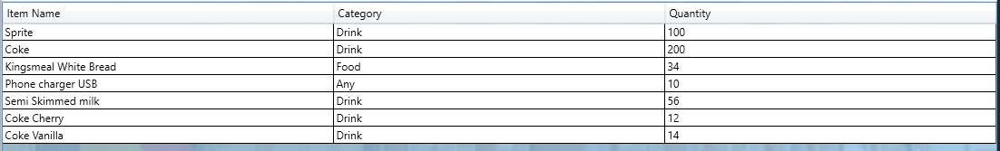 Item Name Category Quantity
Sprite Drink 100
Coke Drink 200
Kingsmeal White Bread Food 34
Phone charger USB Any 10
Semi Skimmed milk Drink 56
Coke Cherry Drink 12
Coke Vanilla Drink 14